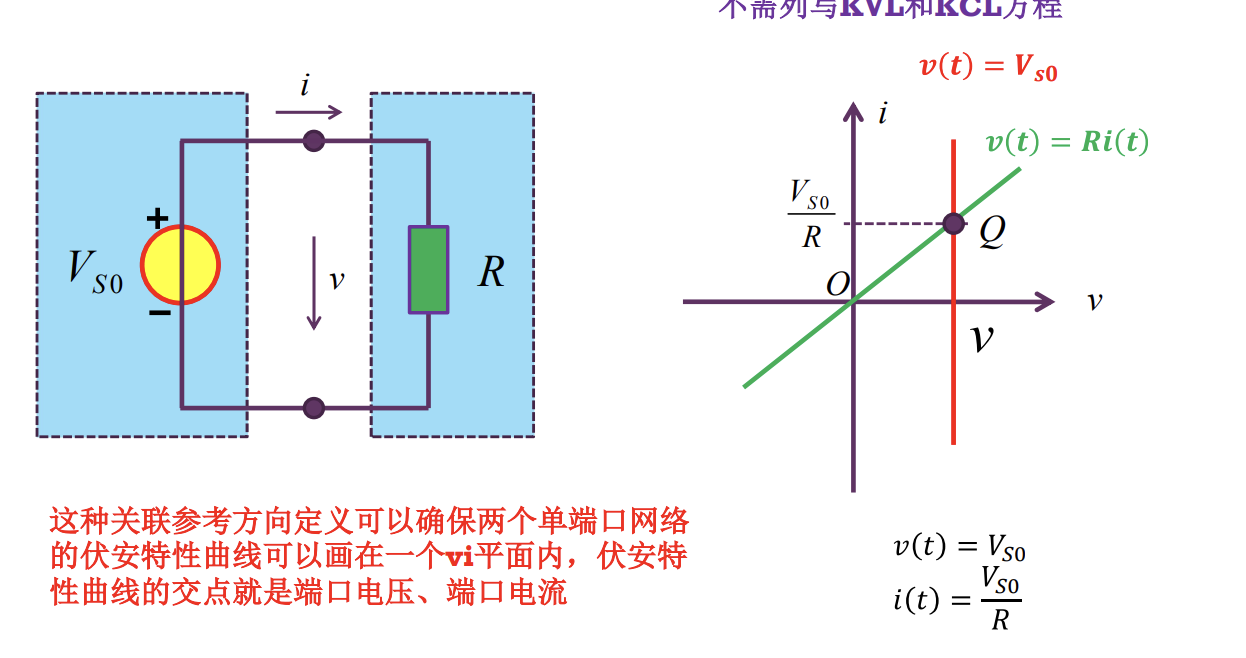 不需列写KVL和KCL方程
v(t) = V_{s0}
i
i
v(t) = Ri(t)
\frac{V_{S0}}{R}
+
Q
V_{S0}
v
R
O
v
−
v
这种关联参考方向定义可以确保两个单端口网络
的伏安特性曲线可以画在一个vi平面内，伏安特
性曲线的交点就是端口电压、端口电流
v(t) = V_{S0}
i(t) = \frac{V_{S0}}{R}